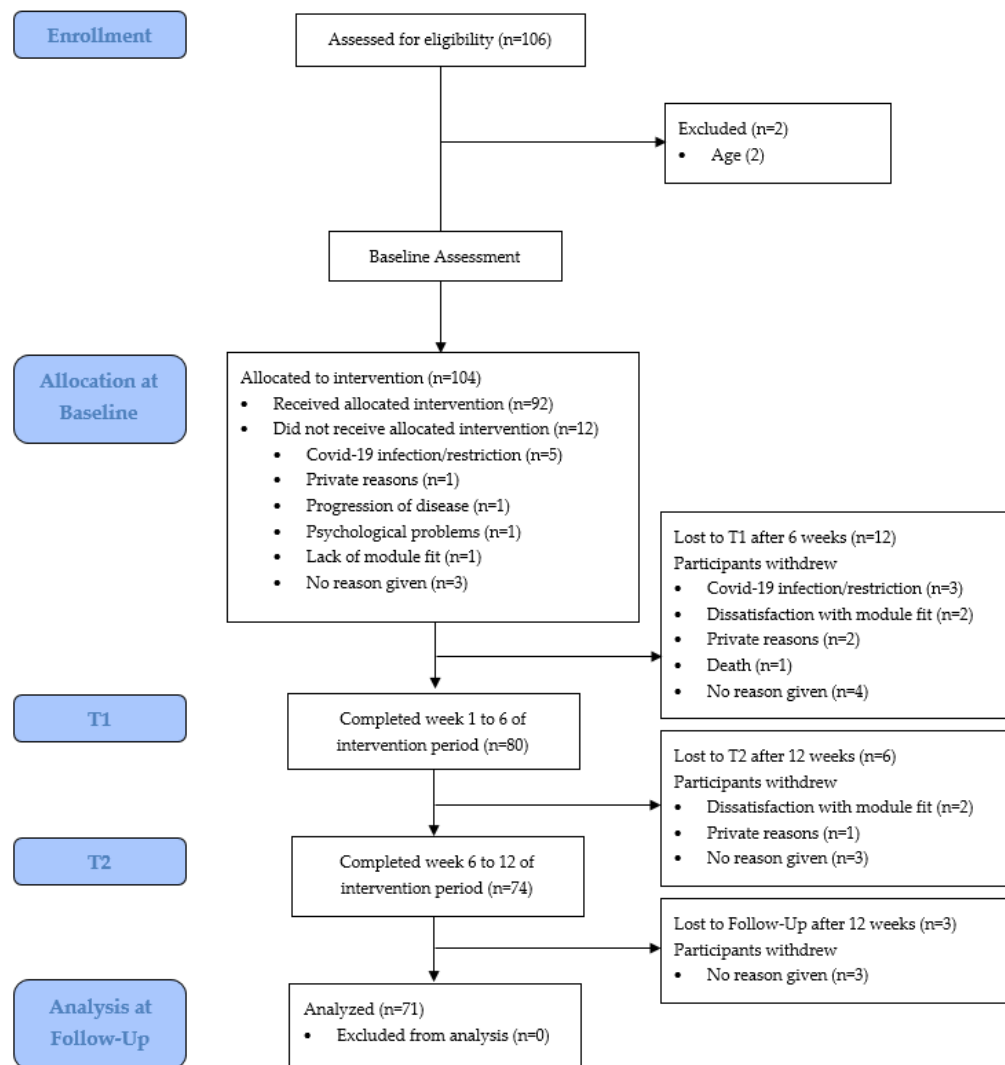 Enrollment
Assessed for eligibility (n=106)
Excluded (n=2)
• Age (2)
Baseline Assessment
Allocation at
Baseline
Allocated to intervention (n=104)
• Received allocated intervention (n=92)
• Did not receive allocated intervention (n=12)
• Covid-19 infection/restriction (n=5)
• Private reasons (n=1)
• Progression of disease (n=1)
• Psychological problems (n=1)
• Lack of module fit (n=1)
• No reason given (n=3)
Lost to T1 after 6 weeks (n=12)
Participants withdrew
• Covid-19 infection/restriction (n=3)
• Dissatisfaction with module fit (n=2)
• Private reasons (n=2)
• Death (n=1)
• No reason given (n=4)
T1
Completed week 1 to 6 of
intervention period (n=80)
Lost to T2 after 12 weeks (n=6)
Participants withdrew
• Dissatisfaction with module fit (n=2)
• Private reasons (n=1)
• No reason given (n=3)
T2
Completed week 6 to 12 of
intervention period (n=74)
Lost to Follow-Up after 12 weeks (n=3)
Participants withdrew
• No reason given (n=3)
Analysis at
Follow-Up
Analyzed (n=71)
• Excluded from analysis (n=0)